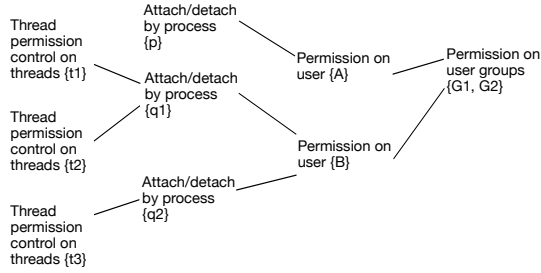 Thread
permission
control on
threads {t1}
Thread
permission
control on
threads {t2}
Thread
permission
control on
threads {t3}
Attach/detach
by process
{p}
Attach/detach
by process
{q1}
Attach/detach
by process
{q2}
Permission on
user {A}
Permission on
user {B}
Permission on
user groups
{G1, G2}